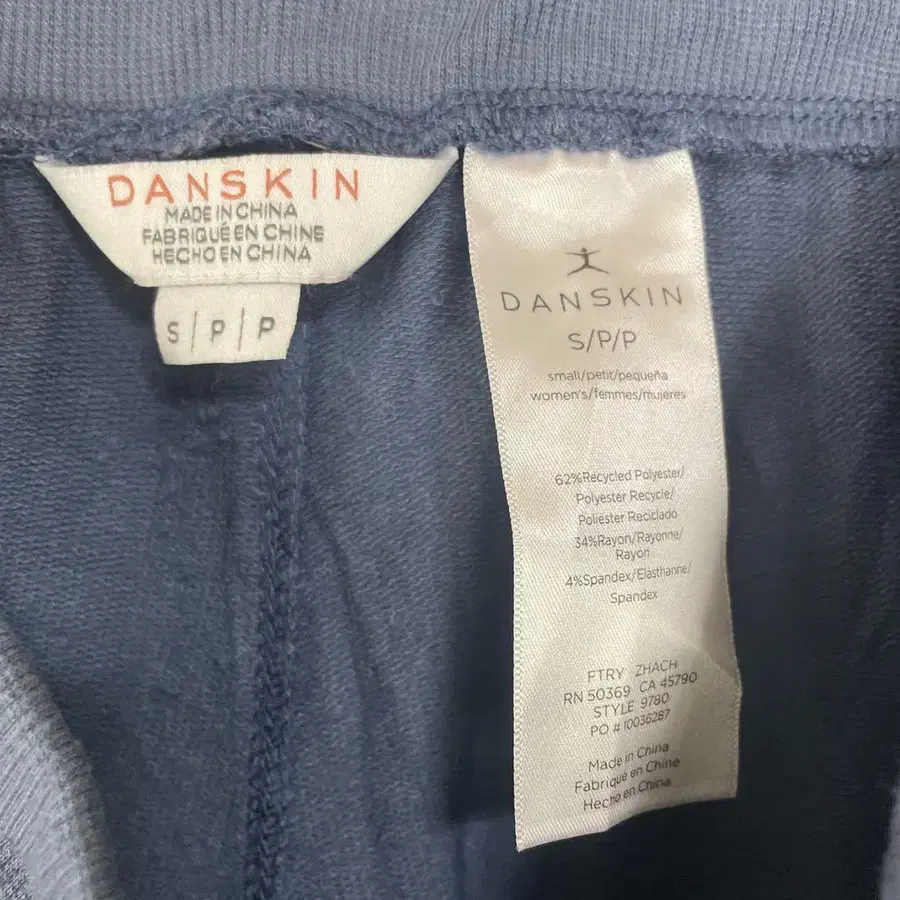 DANSKIN
MADE IN CHINA
FABRIQUÉ EN CHINE
HECHO EN CHINA
S/P/P
DANSKIN
S/P/P
small/petit/pequeña
women's/femmes/mujeres
62%Recycled Polyester/
Polyester Recycle/
Poliéster Reciclado
34%Rayon/Rayonne/
Rayon
4%Spandex/Elasthanne/
Spandex
FTRY ZHACH
RN 50369 CA 45790
STYLE 9780
PO # 10036287
Made in China
Fabriqué en Chine
Hecho en China